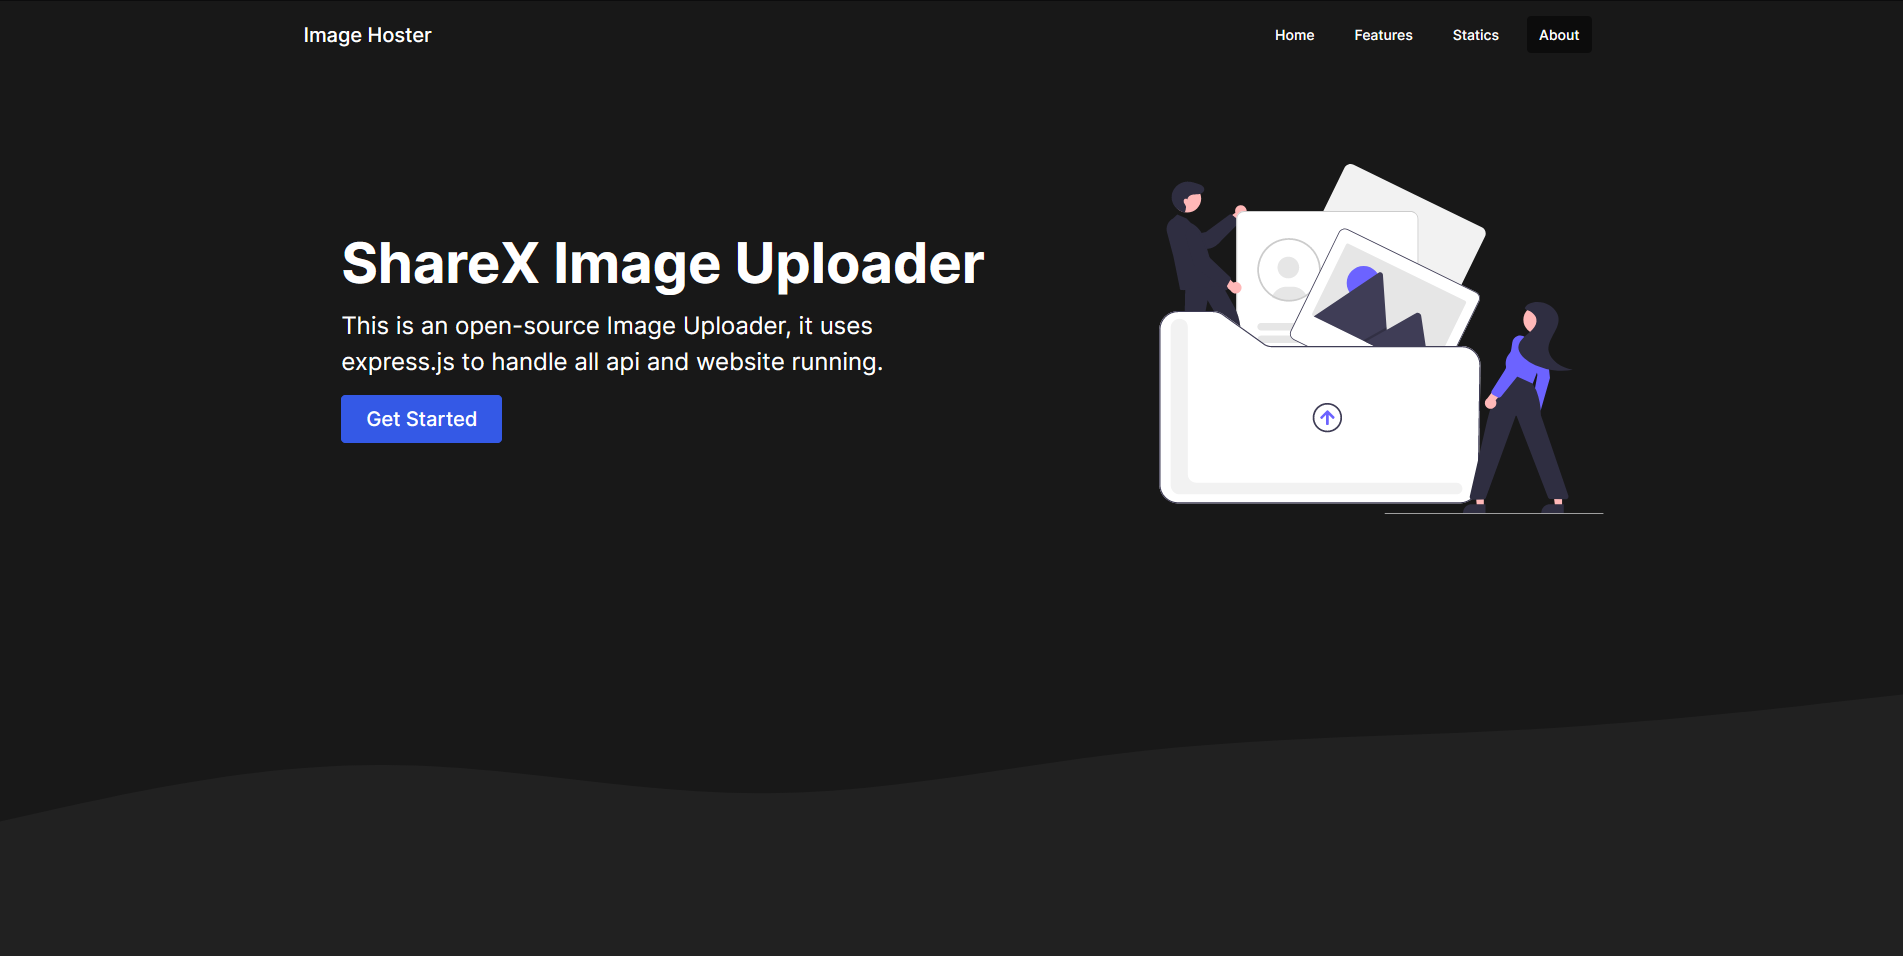 Image Hoster
Home
Features
Statics
About
ShareX Image Uploader
This is an open-source Image Uploader, it uses
express.js to handle all api and website running.
Get Started